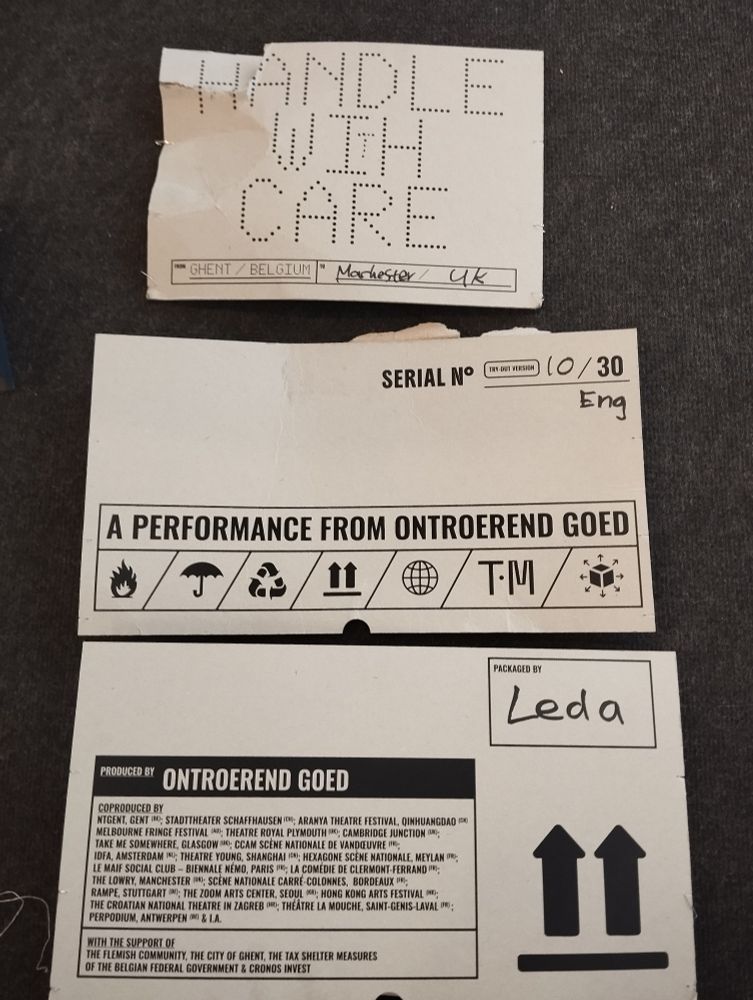 HANDLE
WITH
CARE
FROM GHENT / BELGIUM TO Manchester / UK
SERIAL Nº TRY-OUT VERSION 10/30
Eng
A PERFORMANCE FROM ONTROEREND GOED
T·M
PACKAGED BY
Leda
PRODUCED BY ONTROEREND GOED
COPRODUCED BY
NTGENT, GENT (BE); STADTTHEATER SCHAFFHAUSEN (CH); ARANYA THEATRE FESTIVAL, QINHUANGDAO (CN)
MELBOURNE FRINGE FESTIVAL (AU); THEATRE ROYAL PLYMOUTH (UK); CAMBRIDGE JUNCTION (UK);
TAKE ME SOMEWHERE, GLASGOW (UK); CCAM SCÈNE NATIONALE DE VANDŒUVRE (FR);
IDFA, AMSTERDAM (NL); THEATRE YOUNG, SHANGHAI (CN); HEXAGONE SCÈNE NATIONALE, MEYLAN (FR);
LE MAIF SOCIAL CLUB – BIENNALE NÉMO, PARIS (FR); LA COMÉDIE DE CLERMONT-FERRAND (FR);
THE LOWRY, MANCHESTER (UK); SCÈNE NATIONALE CARRÉ-COLONNES, BORDEAUX (FR);
RAMPE, STUTTGART (DE); THE ZOOM ARTS CENTER, SEOUL (KR); HONG KONG ARTS FESTIVAL (HK);
THE CROATIAN NATIONAL THEATRE IN ZAGREB (HR); THÉÂTRE LA MOUCHE, SAINT-GENIS-LAVAL (FR);
PERPODIUM, ANTWERPEN (BE) & I.A.
WITH THE SUPPORT OF
THE FLEMISH COMMUNITY, THE CITY OF GHENT, THE TAX SHELTER MEASURES
OF THE BELGIAN FEDERAL GOVERNMENT & CRONOS INVEST